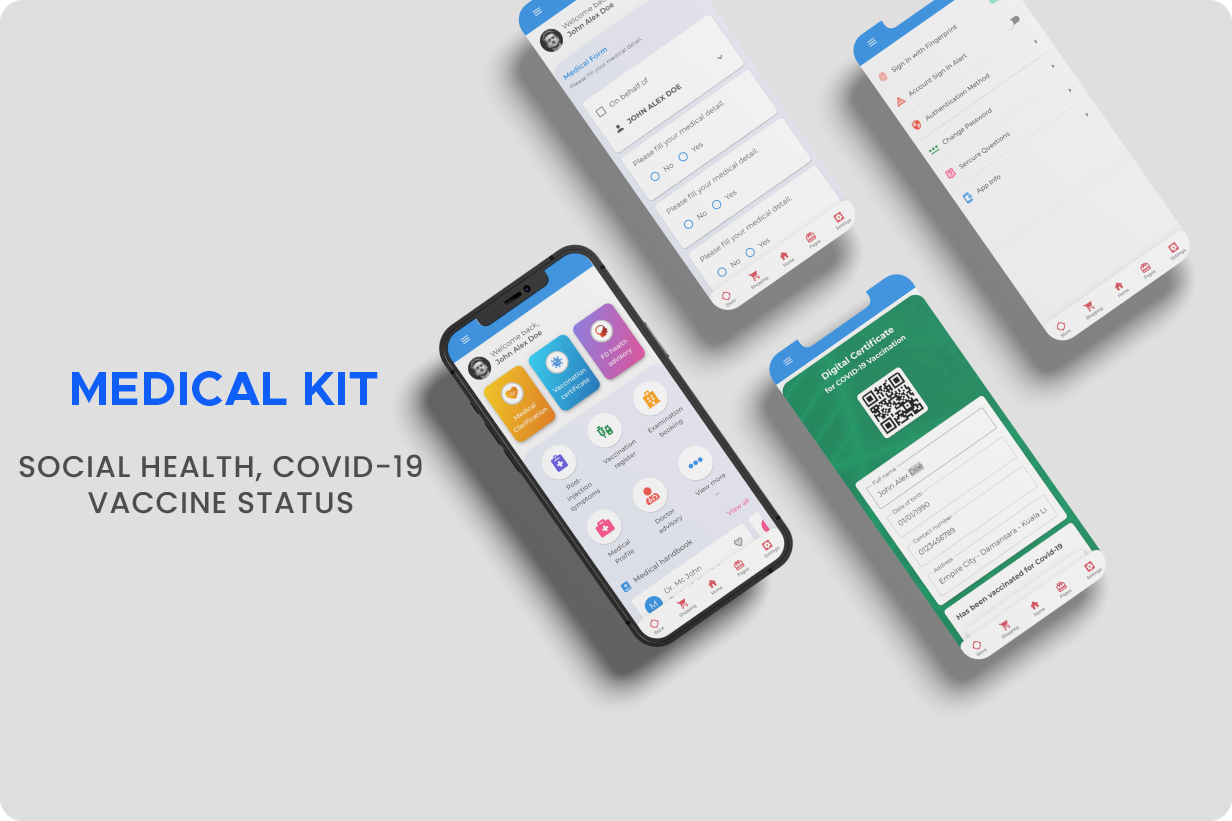 MEDICAL KIT
SOCIAL HEALTH, COVID-19
VACCINE STATUS
Welcome back,
John Alex Doe
Medical Form
Please fill your medical detail.
On behalf of
JOHN ALEX DOE
Please fill your medical detail.
No Yes
Please fill your medical detail.
No Yes
Please fill your medical detail.
No Yes
Store Shopping Home Pages Settings
Sign In with Fingerprint
Account Sign In Alert
Authentication Method
Change Password
Sercure Questions
App Info
Store Shopping Home Pages Settings
Welcome back,
John Alex Doe
Medical
Clarification
Vaccination
certificate
F0 health
advisory
Post-
injection
symptoms
Vaccination
register
Examination
booking
Medical
Profile
Doctor
advisory
View more
...
Medical handbook
View all
M
Dr. Mc John
Store Shopping Home Pages Settings
Digital Certificate
for COVID-19 Vaccination
Full name
John Alex Doe
Date of birth
01/01/1990
Contact number
0123456789
Address
Empire City - Damansara - Kuala Lu
Has been vaccinated for Covid-19
Store Shopping Home Pages Settings